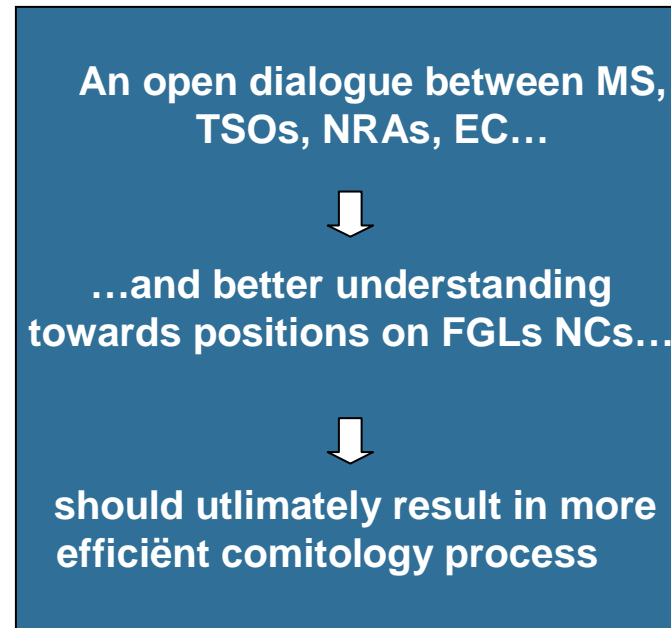 An open dialogue between MS,
TSOs, NRAs, EC…
…and better understanding
towards positions on FGLs NCs…
should utlimately result in more
efficiënt comitology process